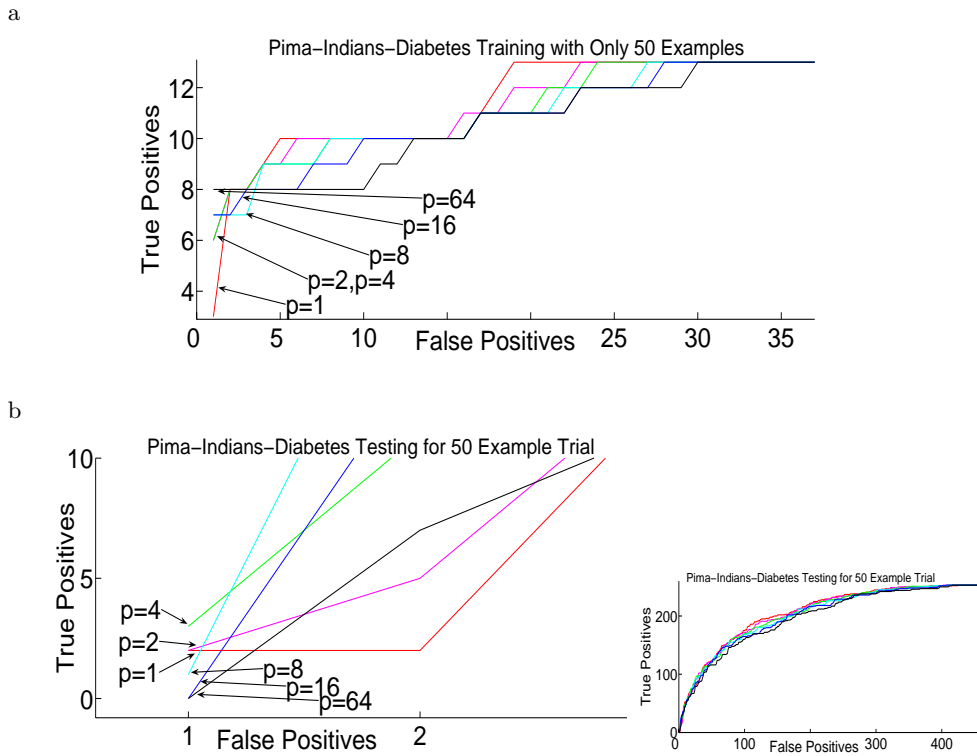 a
Pima−Indians−Diabetes Training with Only 50 Examples
True Positives
12
10
8
6
4
p=64
p=16
p=8
p=2,p=4
p=1
0 5 10 15 20 25 30 35
False Positives
b
Pima−Indians−Diabetes Testing for 50 Example Trial
True Positives
10
5
0
p=4
p=2
p=1
p=8
p=16
p=64
1 2
False Positives
Pima−Indians−Diabetes Testing for 50 Example Trial
True Positives
200
100
0
0 100 200 300 400
False Positives